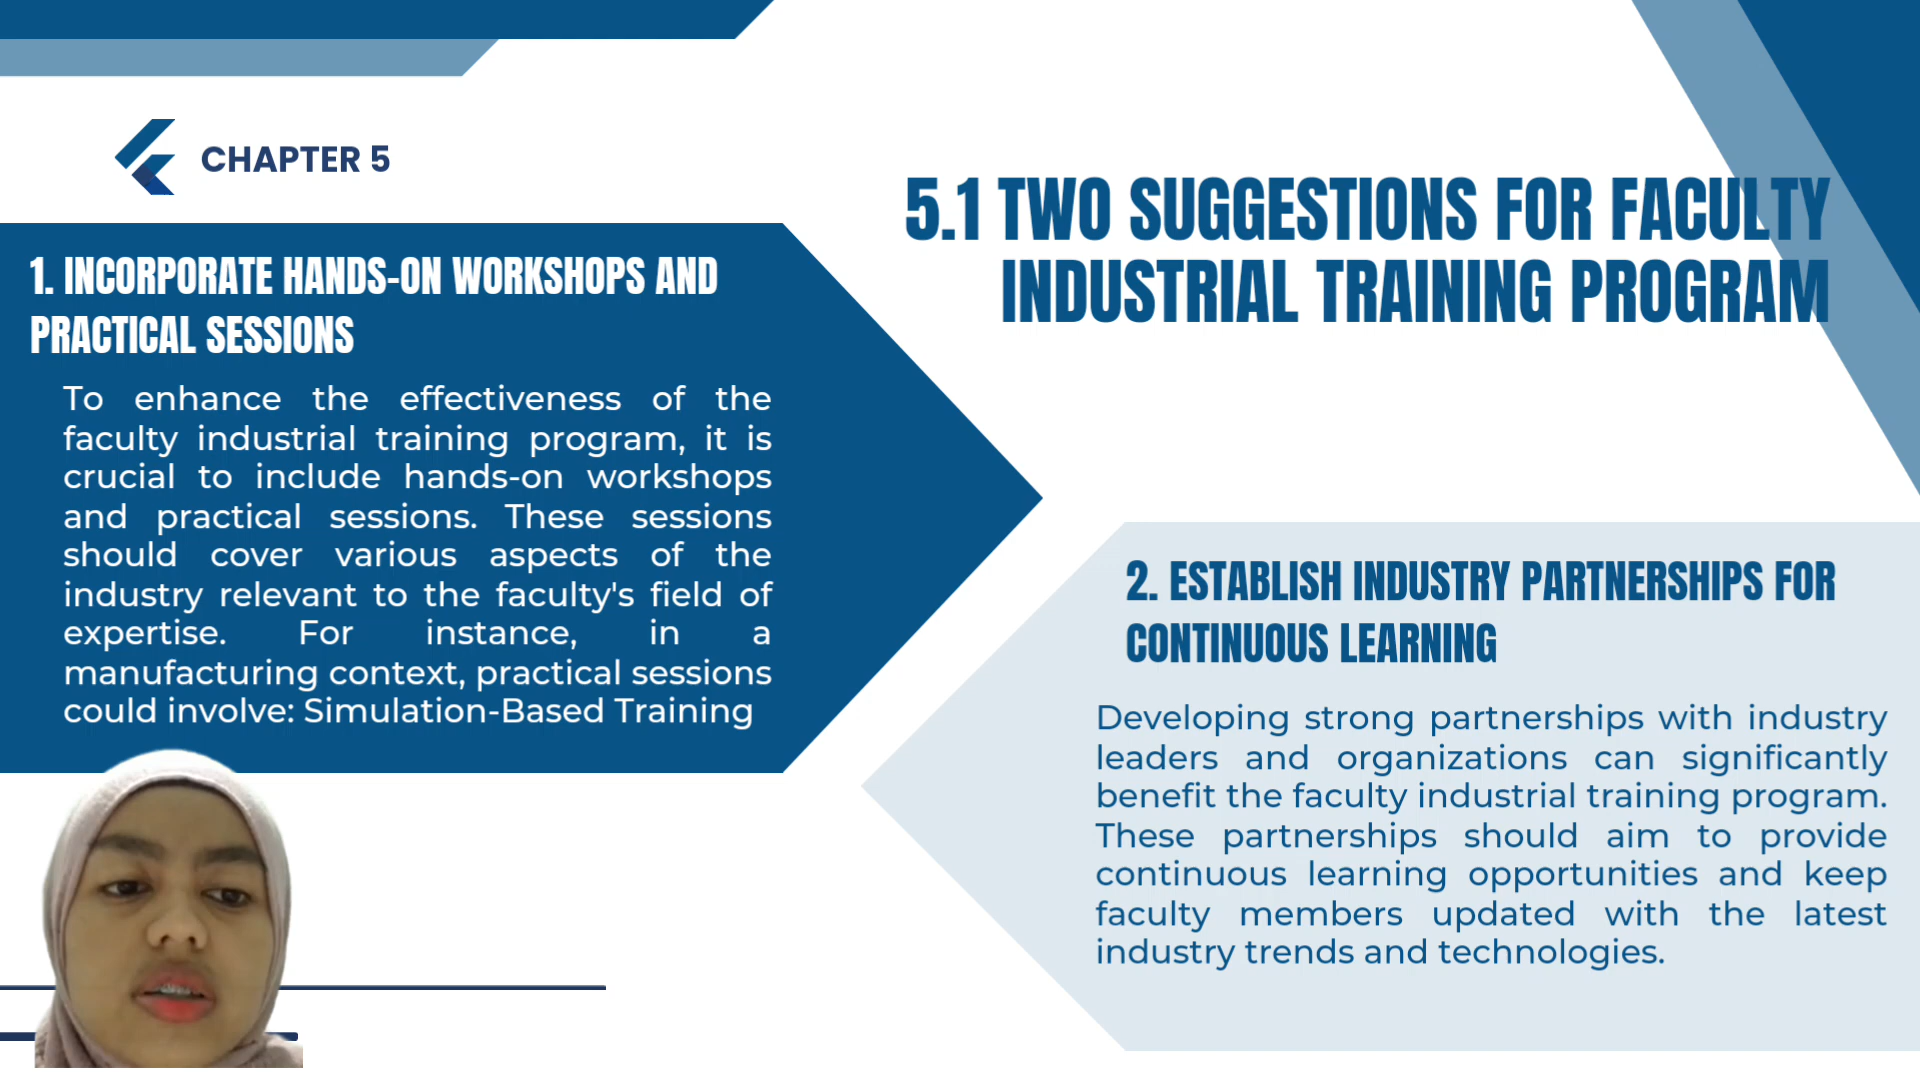 CHAPTER 5
5.1 TWO SUGGESTIONS FOR FACULTY
INDUSTRIAL TRAINING PROGRAM
1. INCORPORATE HANDS-ON WORKSHOPS AND
PRACTICAL SESSIONS
To enhance the effectiveness of the
faculty industrial training program, it is
crucial to include hands-on workshops
and practical sessions. These sessions
should cover various aspects of the
industry relevant to the faculty's field of
expertise. For instance, in a
manufacturing context, practical sessions
could involve: Simulation-Based Training
2. ESTABLISH INDUSTRY PARTNERSHIPS FOR
CONTINUOUS LEARNING
Developing strong partnerships with industry
leaders and organizations can significantly
benefit the faculty industrial training program.
These partnerships should aim to provide
continuous learning opportunities and keep
faculty members updated with the latest
industry trends and technologies.